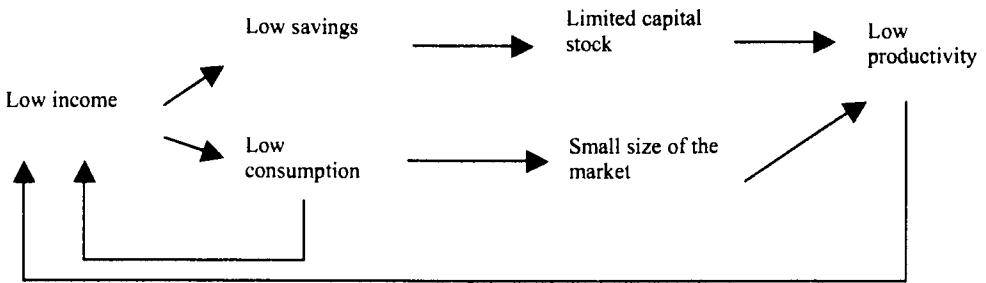 Low savings
Limited capital
stock
Low
productivity
Low income
Low
consumption
Small size of the
market